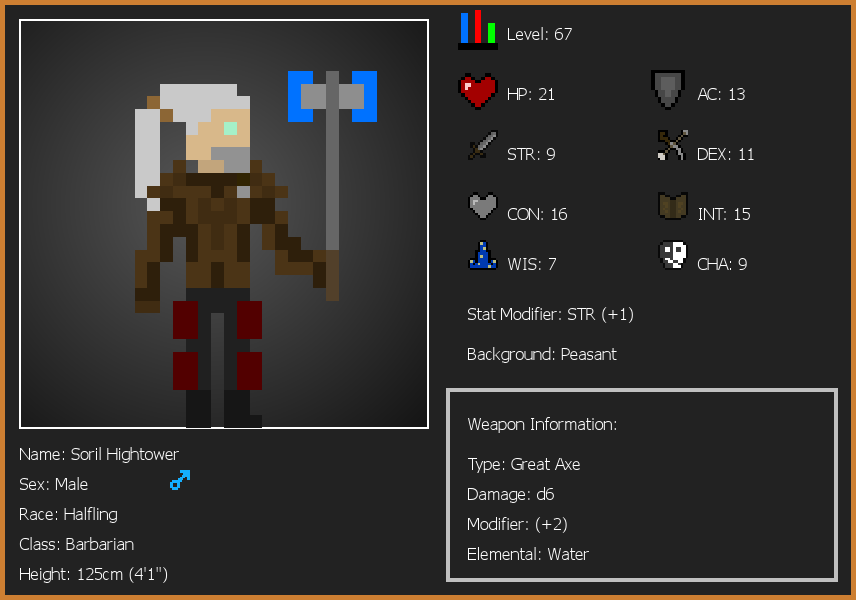 Level: 67
HP: 21
AC: 13
STR: 9
DEX: 11
CON: 16
INT: 15
WIS: 7
CHA: 9
Stat Modifier: STR (+1)
Background: Peasant
Weapon Information:
Type: Great Axe
Damage: d6
Modifier: (+2)
Elemental: Water
Name: Soril Hightower
Sex: Male
Race: Halfling
Class: Barbarian
Height: 125cm (4'1")